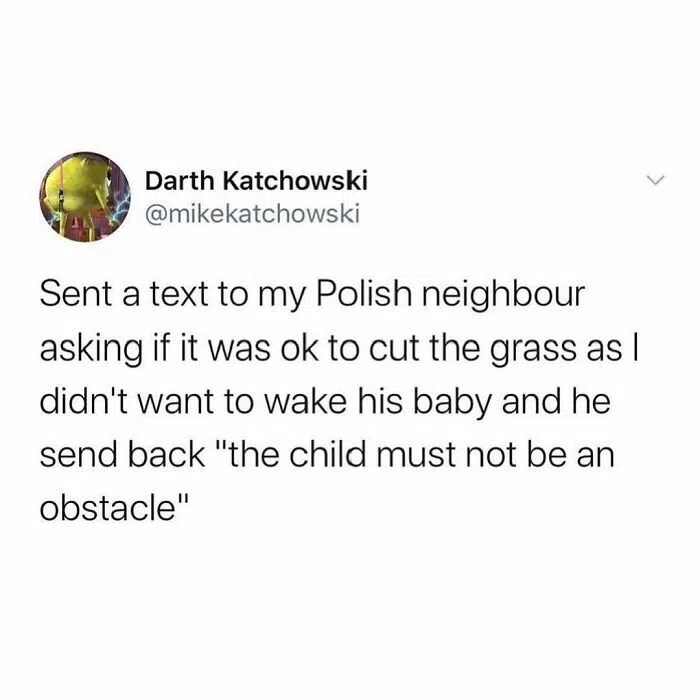 Darth Katchowski
@mikekatchowski
Sent a text to my Polish neighbour
asking if it was ok to cut the grass as I
didn't want to wake his baby and he
send back "the child must not be an
obstacle"